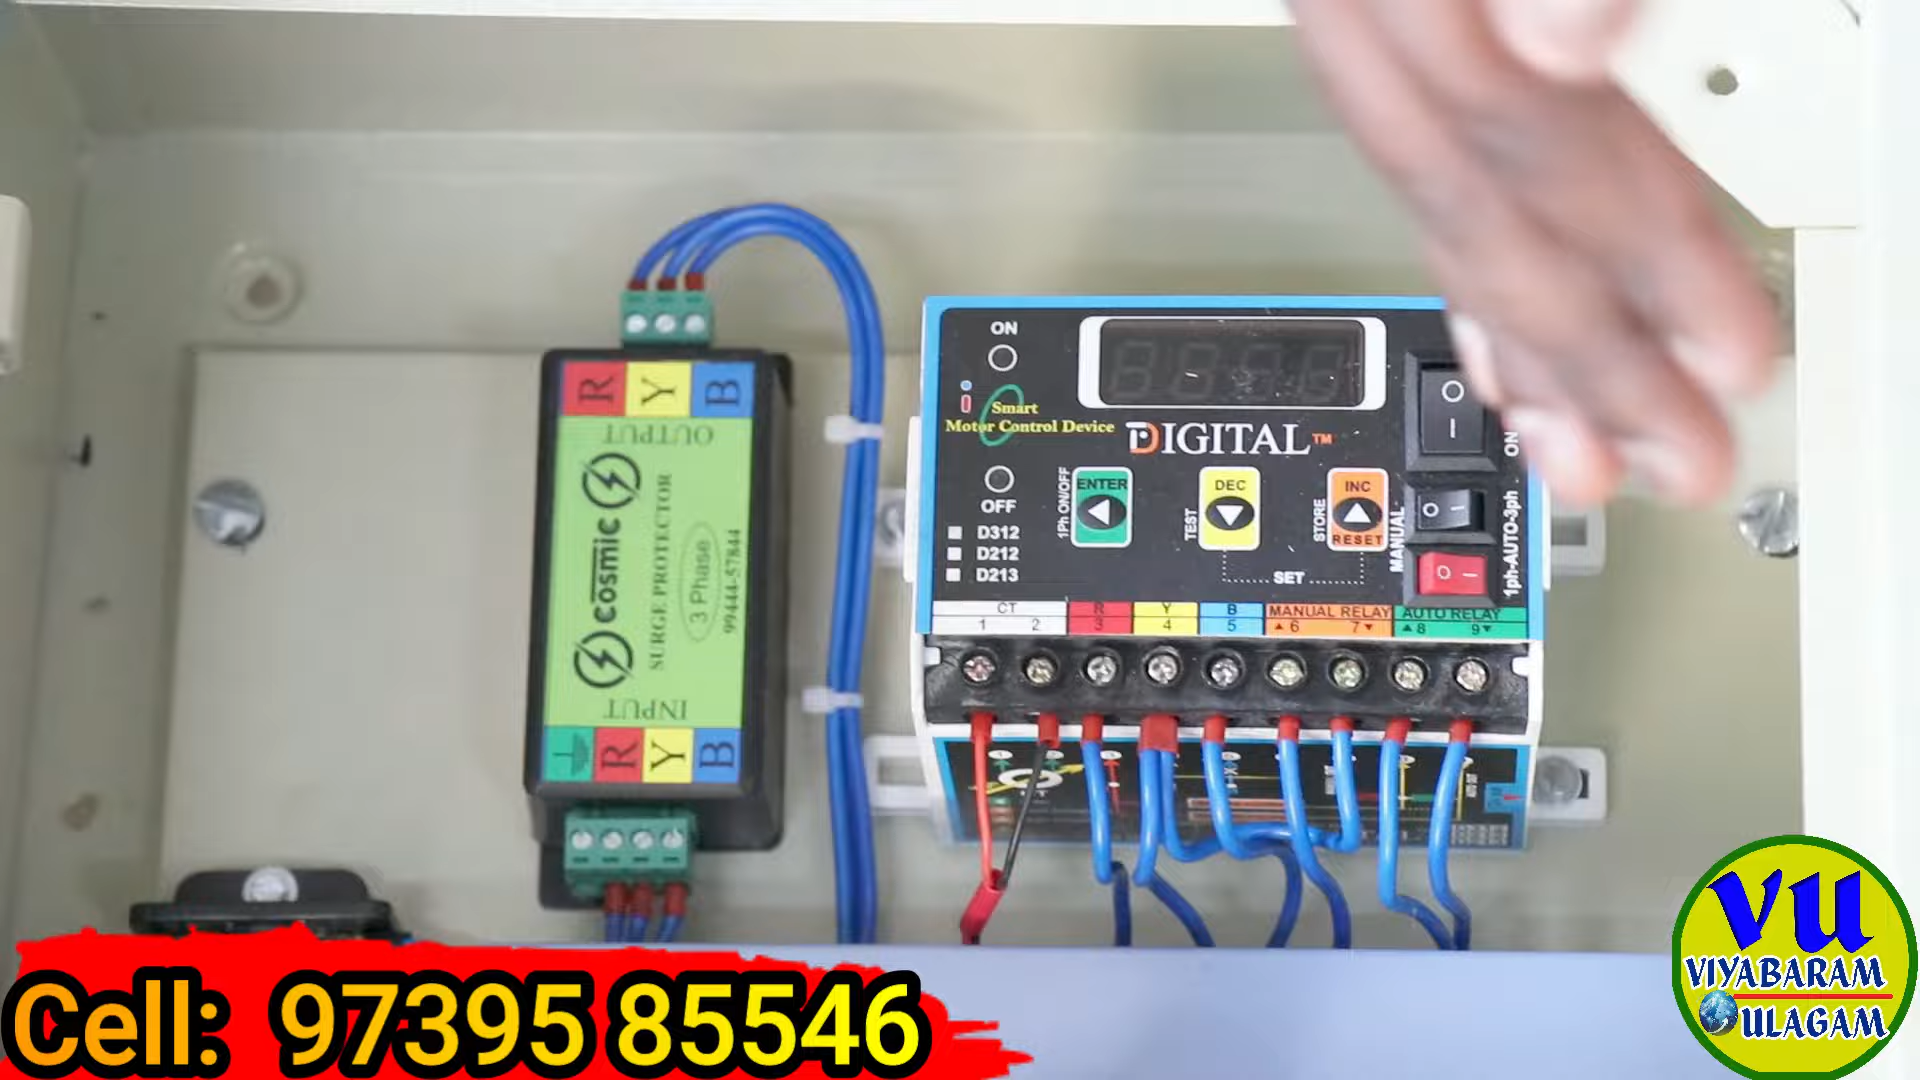 R Y B
OUTPUT
cosmic
SURGE PROTECTOR
3 Phase
99444-57844
INPUT
R Y B
ON
Smart
Motor Control Device
DIGITAL™
OFF
D312
D212
D213
1Ph ON/OFF
ENTER
TEST
DEC
STORE
INC
RESET
SET
MANUAL
ON
1ph-AUTO-3ph
CT R Y B MANUAL RELAY AUTO RELAY
1 2 3 4 5 ▲6 7▼ ▲8 9▼
Cell: 97395 85546
VU
VIYABARAM
ULAGAM